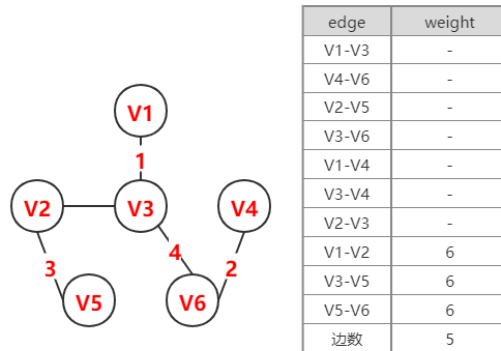 V1
1
V2
V3
V4
3
4
2
V5
V6
edge weight
V1-V3 -
V4-V6 -
V2-V5 -
V3-V6 -
V1-V4 -
V3-V4 -
V2-V3 -
V1-V2 6
V3-V5 6
V5-V6 6
边数 5